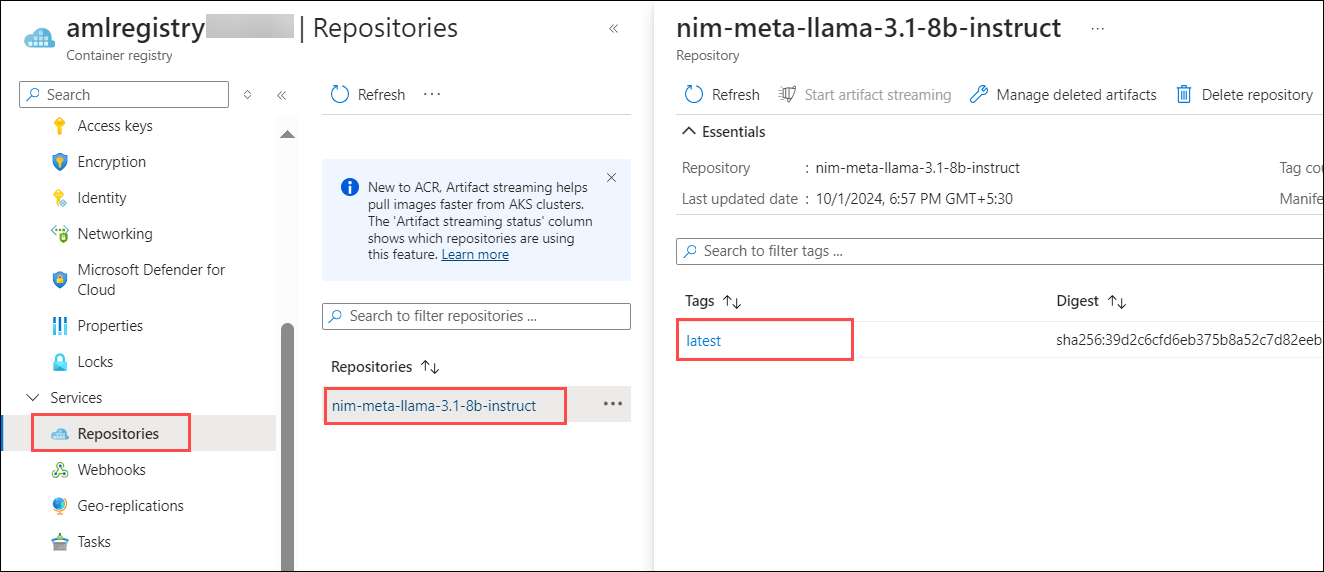 amlregistry | Repositories
Container registry
Search
Access keys
Encryption
Identity
Networking
Microsoft Defender for
Cloud
Properties
Locks
Services
Repositories
Webhooks
Geo-replications
Tasks
Refresh
New to ACR, Artifact streaming helps
pull images faster from AKS clusters.
The 'Artifact streaming status' column
shows which repositories are using
this feature. Learn more
Search to filter repositories ...
Repositories
nim-meta-llama-3.1-8b-instruct
nim-meta-llama-3.1-8b-instruct
Repository
Refresh Start artifact streaming Manage deleted artifacts Delete repository
Essentials
Repository : nim-meta-llama-3.1-8b-instruct Tag cou
Last updated date : 10/1/2024, 6:57 PM GMT+5:30 Manife
Search to filter tags ...
Tags Digest
latest sha256:39d2c6cfd6eb375b8a52c7d82eeb